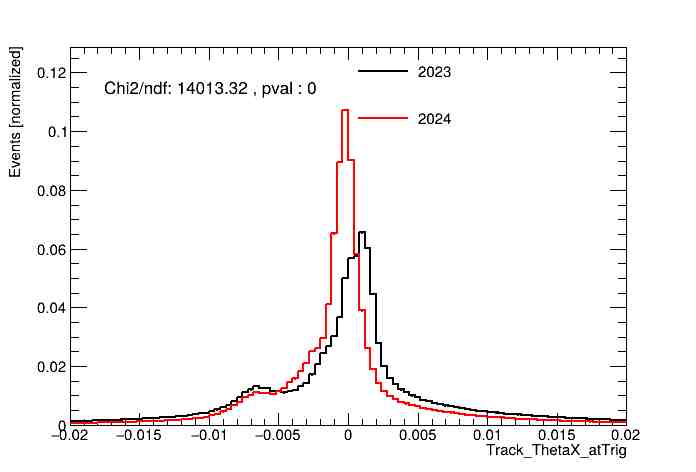 Events [normalized]
Chi2/ndf: 14013.32 , pval : 0
2023
2024
0.12
0.1
0.08
0.06
0.04
0.02
0
−0.02 −0.015 −0.01 −0.005 0 0.005 0.01 0.015 0.02
Track_ThetaX_atTrig